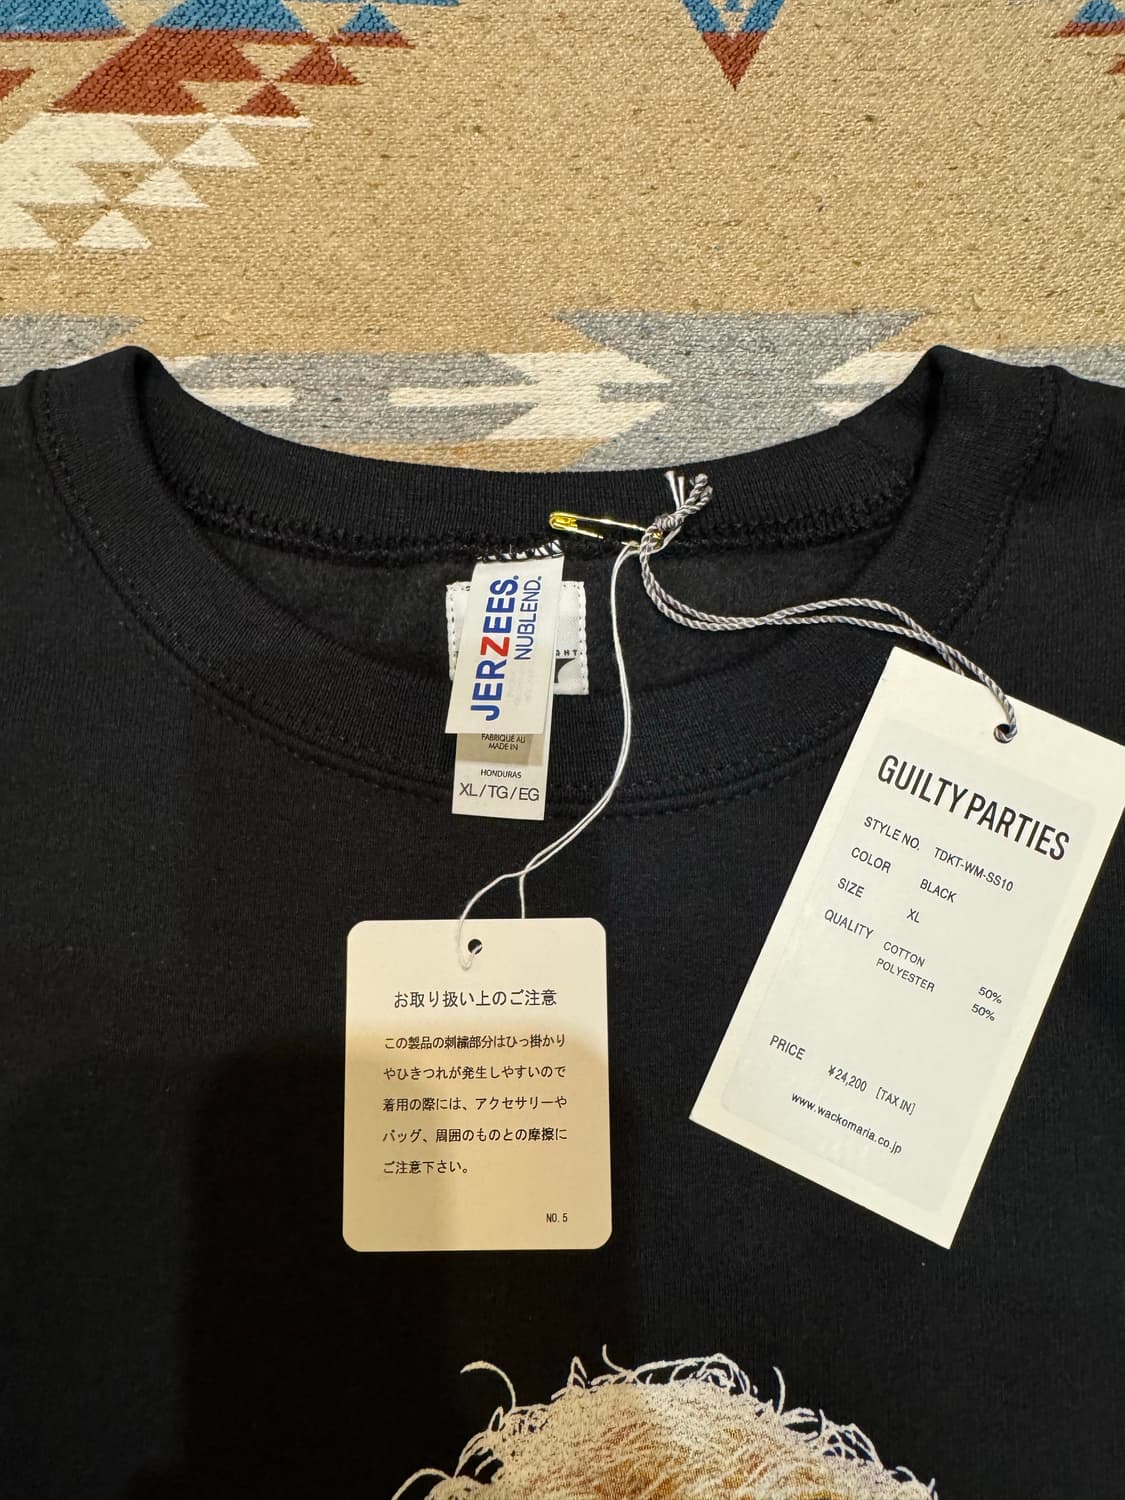 JERZEES®
NUBLEND™
FABRIQUÉ AU
MADE IN
HONDURAS
XL/TG/EG
お取り扱い上のご注意
この製品の刺繍部分はひっ掛かり
やひきつれが発生しやすいので
着用の際には、アクセサリーや
バッグ、周囲のものとの摩擦に
ご注意下さい。
NO. 5
GUILTY PARTIES
STYLE NO. TDKT-WM-SS10
COLOR BLACK
SIZE XL
QUALITY COTTON 50%
POLYESTER 50%
PRICE ¥24,200 [TAX IN]
www.wackomaria.co.jp